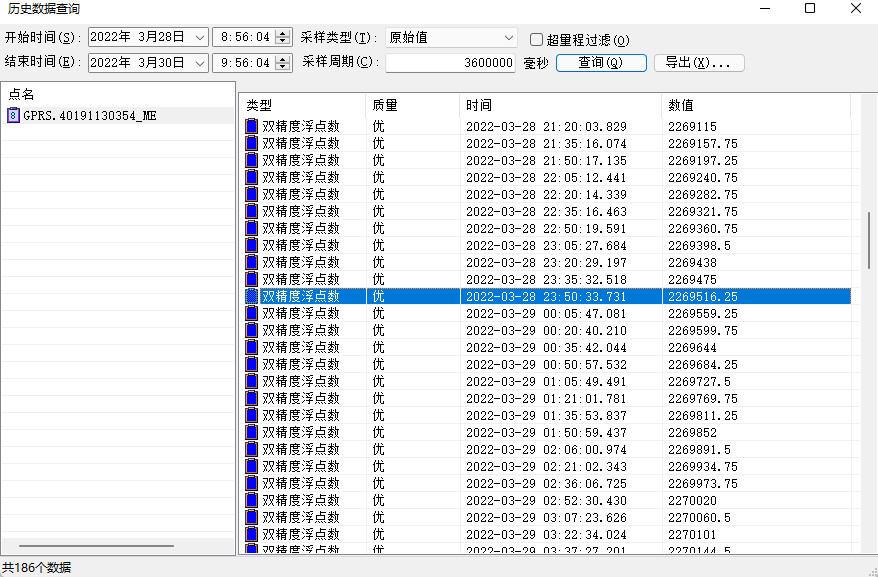 历史数据查询
开始时间(S): 2022年 3月28日 8:56:04 采样类型(T): 原始值 超量程过滤(O)
结束时间(E): 2022年 3月30日 9:56:04 采样周期(C): 3600000 毫秒 查询(Q) 导出(X)...
点名
GPRS.40191130354_ME
类型 质量 时间 数值
双精度浮点数 优 2022-03-28 21:20:03.829 2269115
双精度浮点数 优 2022-03-28 21:35:16.074 2269157.75
双精度浮点数 优 2022-03-28 21:50:17.135 2269197.25
双精度浮点数 优 2022-03-28 22:05:12.441 2269240.75
双精度浮点数 优 2022-03-28 22:20:14.339 2269282.75
双精度浮点数 优 2022-03-28 22:35:16.463 2269321.75
双精度浮点数 优 2022-03-28 22:50:19.591 2269360.75
双精度浮点数 优 2022-03-28 23:05:27.684 2269398.5
双精度浮点数 优 2022-03-28 23:20:29.197 2269438
双精度浮点数 优 2022-03-28 23:35:32.518 2269475
双精度浮点数 优 2022-03-28 23:50:33.731 2269516.25
双精度浮点数 优 2022-03-29 00:05:47.081 2269559.25
双精度浮点数 优 2022-03-29 00:20:40.210 2269599.75
双精度浮点数 优 2022-03-29 00:35:42.044 2269644
双精度浮点数 优 2022-03-29 00:50:57.532 2269684.25
双精度浮点数 优 2022-03-29 01:05:49.491 2269727.5
双精度浮点数 优 2022-03-29 01:21:01.781 2269769.75
双精度浮点数 优 2022-03-29 01:35:53.837 2269811.25
双精度浮点数 优 2022-03-29 01:50:59.437 2269852
双精度浮点数 优 2022-03-29 02:06:00.974 2269891.5
双精度浮点数 优 2022-03-29 02:21:02.343 2269934.75
双精度浮点数 优 2022-03-29 02:36:06.725 2269973.75
双精度浮点数 优 2022-03-29 02:52:30.430 2270020
双精度浮点数 优 2022-03-29 03:07:23.626 2270060.5
双精度浮点数 优 2022-03-29 03:22:34.024 2270101
双精度浮点数 优 2022-03-29 03:37:27.201 2270144.5
共186个数据